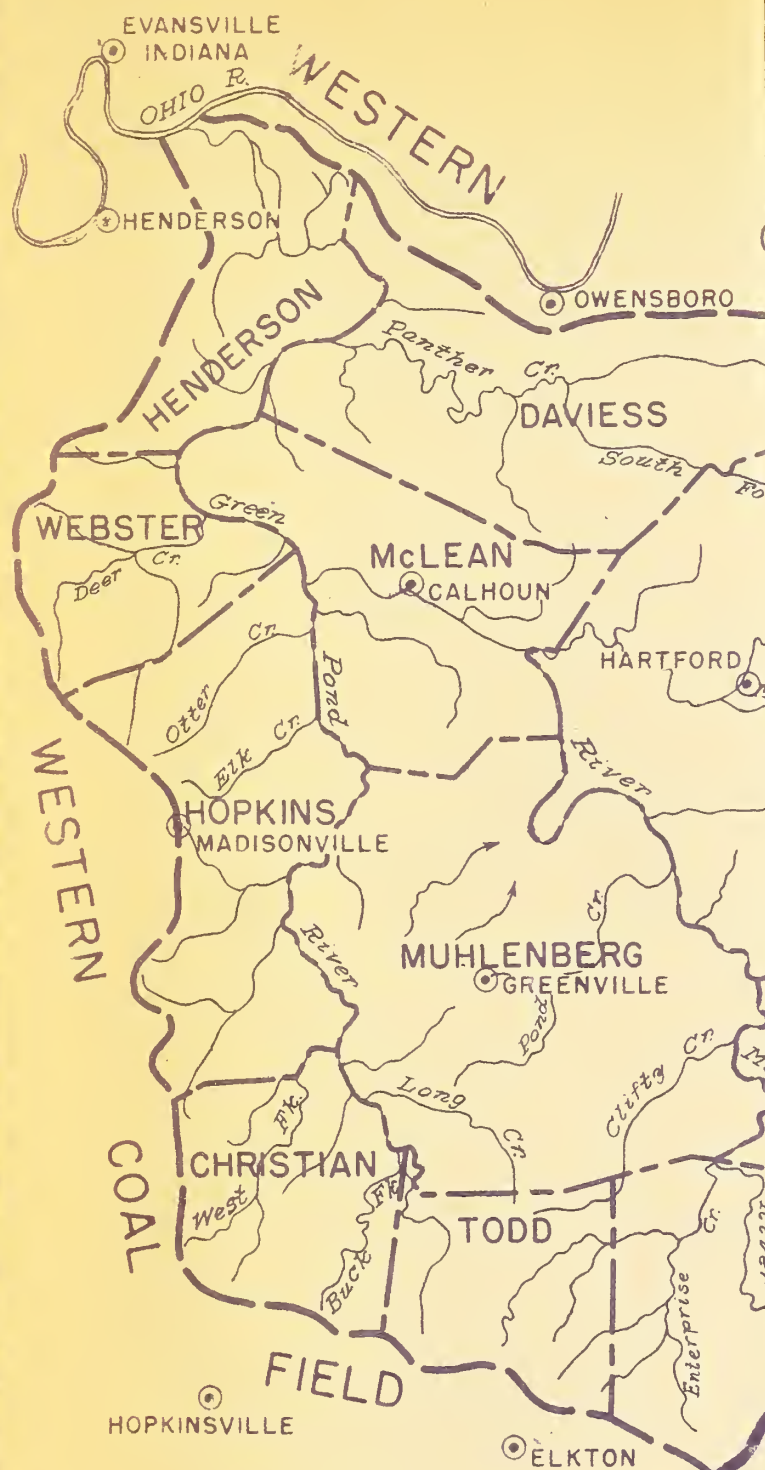 EVANSVILLE
INDIANA
OHIO R.
WESTERN
HENDERSON
OWENSBORO
HENDERSON
Panther Cr.
DAVIESS
South Fo
Green
WEBSTER
Deer Cr.
McLEAN
CALHOUN
Cr.
Otter
Pond
HARTFORD
Elk Cr.
River
WESTERN
HOPKINS
MADISONVILLE
Cr.
River
MUHLENBERG
GREENVILLE
Pond
Long
Cr.
Clifty Cr.
M
Fk.
COAL
CHRISTIAN
West
Fk.
Buck
TODD
Cr.
Enterprise
FIELD
HOPKINSVILLE
ELKTON